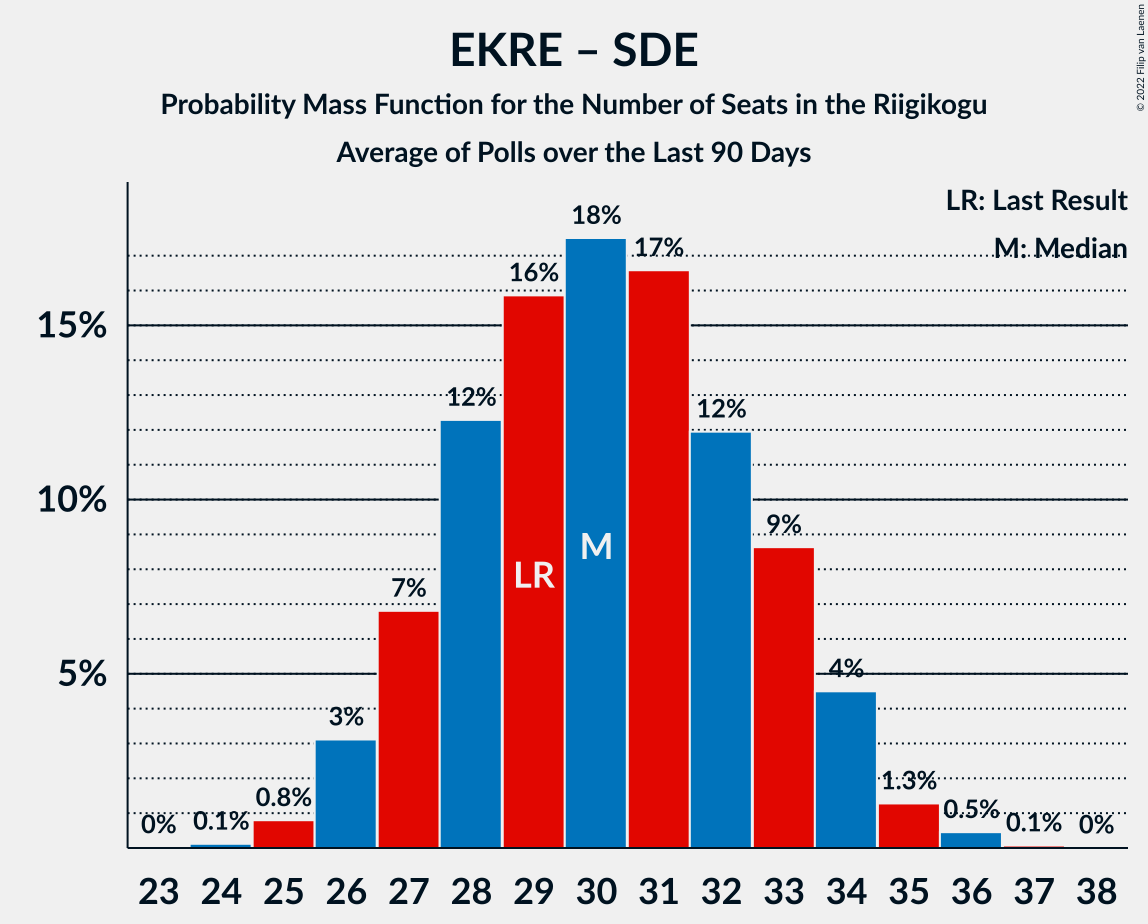 EKRE – SDE
Probability Mass Function for the Number of Seats in the Riigikogu
Average of Polls over the Last 90 Days
© 2022 Filip van Laenen
LR: Last Result
M: Median
15%
10%
5%
0%
0.1%
0.8%
3%
7%
12%
16%
18%
17%
12%
9%
4%
1.3%
0.5%
0.1%
0%
LR
M
23 24 25 26 27 28 29 30 31 32 33 34 35 36 37 38